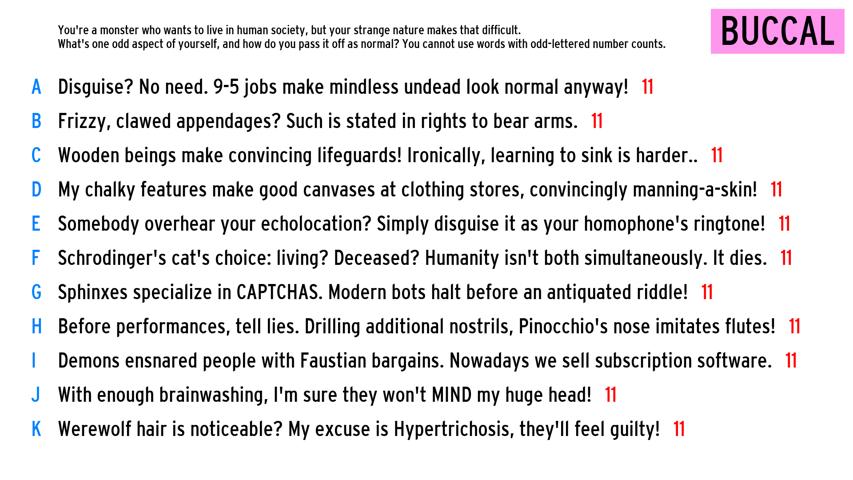 You're a monster who wants to live in human society, but your strange nature makes that difficult.
What's one odd aspect of yourself, and how do you pass it off as normal? You cannot use words with odd-lettered number counts.
BUCCAL
A Disguise? No need. 9-5 jobs make mindless undead look normal anyway! 11
B Frizzy, clawed appendages? Such is stated in rights to bear arms. 11
C Wooden beings make convincing lifeguards! Ironically, learning to sink is harder.. 11
D My chalky features make good canvases at clothing stores, convincingly manning-a-skin! 11
E Somebody overhear your echolocation? Simply disguise it as your homophone's ringtone! 11
F Schrodinger's cat's choice: living? Deceased? Humanity isn't both simultaneously. It dies. 11
G Sphinxes specialize in CAPTCHAS. Modern bots halt before an antiquated riddle! 11
H Before performances, tell lies. Drilling additional nostrils, Pinocchio's nose imitates flutes! 11
I Demons ensnared people with Faustian bargains. Nowadays we sell subscription software. 11
J With enough brainwashing, I'm sure they won't MIND my huge head! 11
K Werewolf hair is noticeable? My excuse is Hypertrichosis, they'll feel guilty! 11